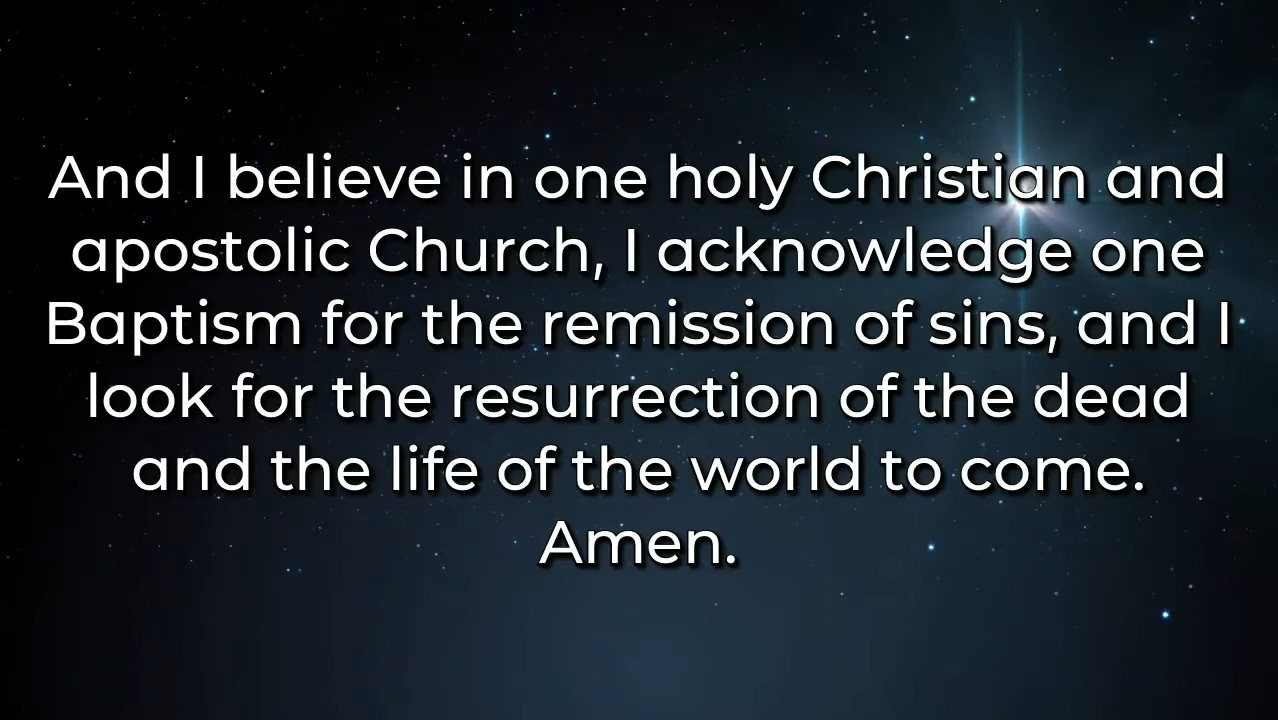 And I believe in one holy Christian and
apostolic Church, I acknowledge one
Baptism for the remission of sins, and I
look for the resurrection of the dead
and the life of the world to come.
Amen.